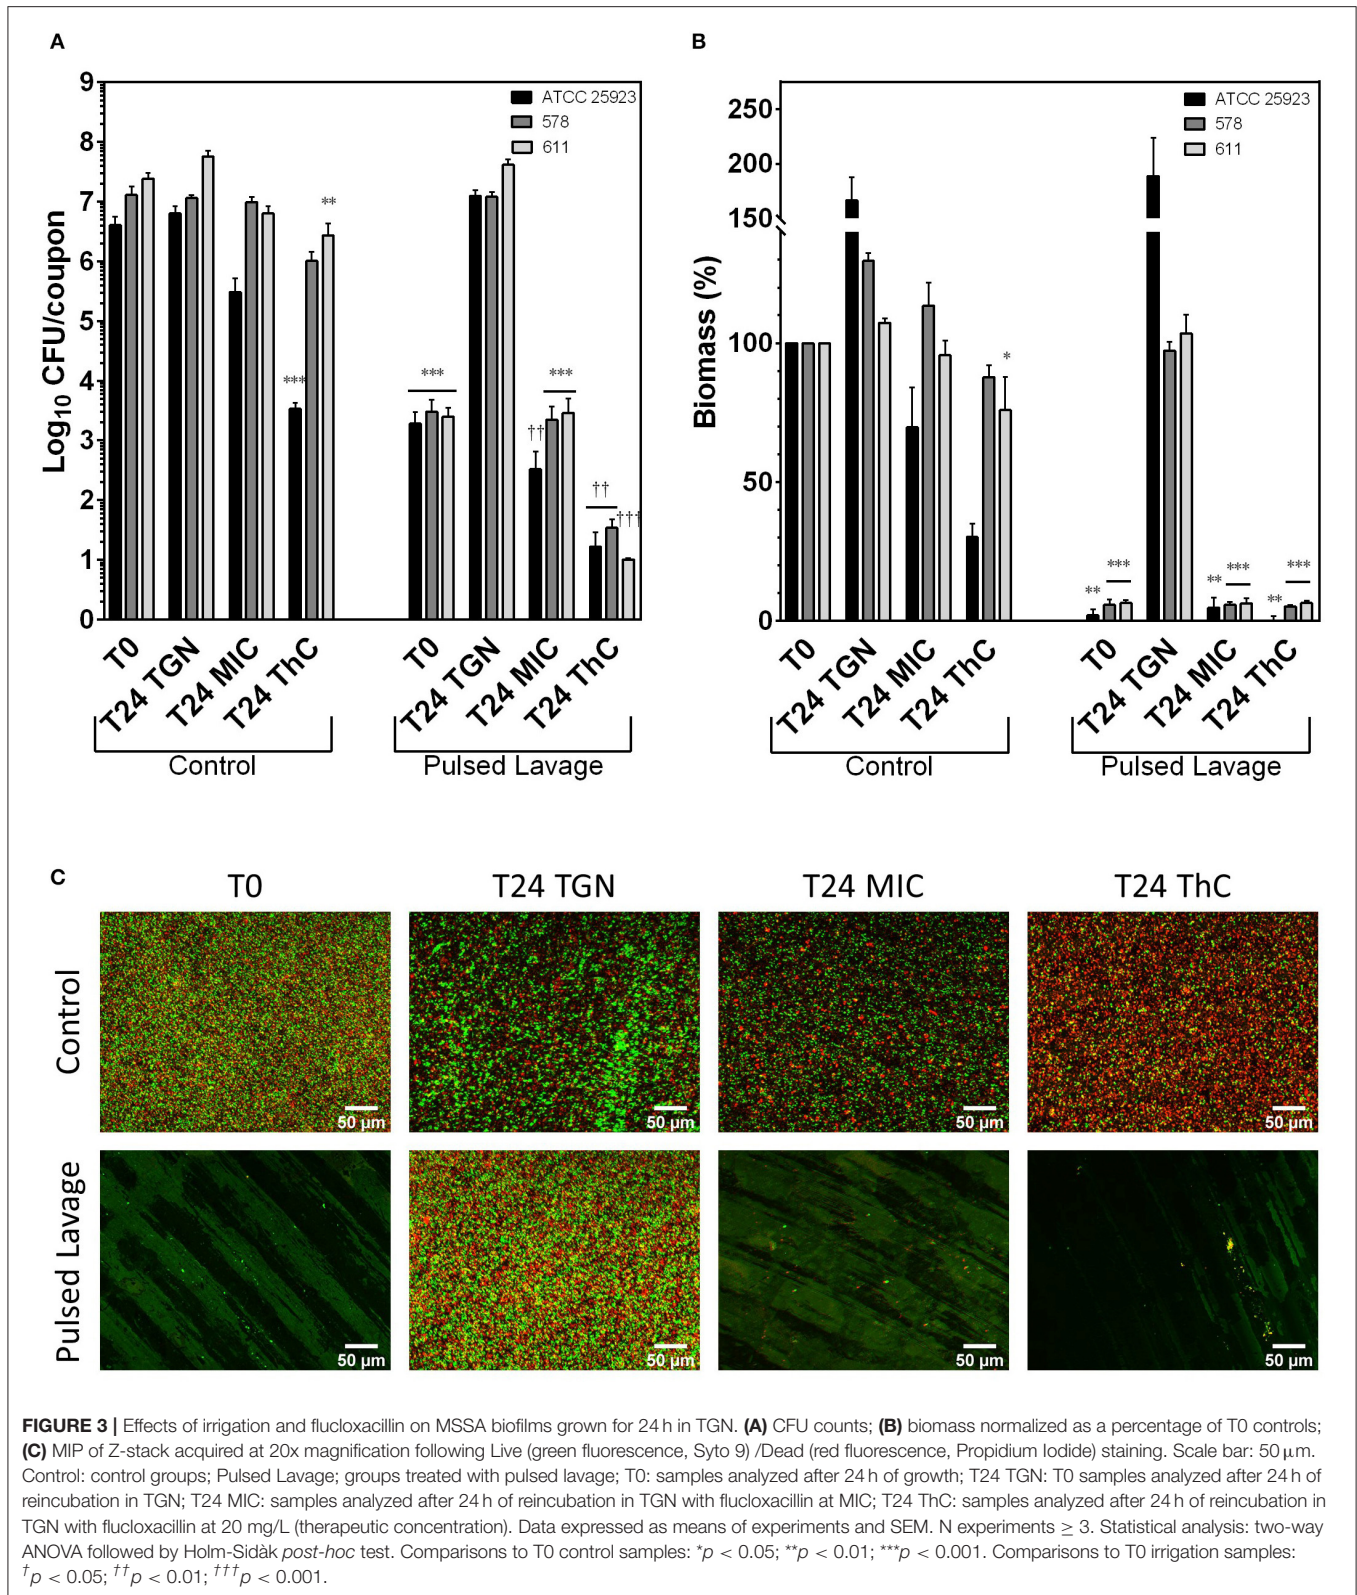 A
B
9
8
7
6
5
4
3
2
1
0
Log10 CFU/coupon
ATCC 25923
578
611
***
**
***
††
***
††
†††
T0
T24 TGN
T24 MIC
T24 ThC
T0
T24 TGN
T24 MIC
T24 ThC
Control
Pulsed Lavage
250
200
150
100
50
0
Biomass (%)
ATCC 25923
578
611
*
**
***
**
***
**
***
T0
T24 TGN
T24 MIC
T24 ThC
T0
T24 TGN
T24 MIC
T24 ThC
Control
Pulsed Lavage
C
T0
T24 TGN
T24 MIC
T24 ThC
Control
50 µm
50 µm
50 µm
50 µm
Pulsed Lavage
50 µm
50 µm
50 µm
50 µm
FIGURE 3 | Effects of irrigation and flucloxacillin on MSSA biofilms grown for 24 h in TGN. (A) CFU counts; (B) biomass normalized as a percentage of T0 controls;
(C) MIP of Z-stack acquired at 20x magnification following Live (green fluorescence, Syto 9) /Dead (red fluorescence, Propidium Iodide) staining. Scale bar: 50 µm.
Control: control groups; Pulsed Lavage; groups treated with pulsed lavage; T0: samples analyzed after 24 h of growth; T24 TGN: T0 samples analyzed after 24 h of
reincubation in TGN; T24 MIC: samples analyzed after 24 h of reincubation in TGN with flucloxacillin at MIC; T24 ThC: samples analyzed after 24 h of reincubation in
TGN with flucloxacillin at 20 mg/L (therapeutic concentration). Data expressed as means of experiments and SEM. N experiments ≥ 3. Statistical analysis: two-way
ANOVA followed by Holm-Sidàk post-hoc test. Comparisons to T0 control samples: *p < 0.05; **p < 0.01; ***p < 0.001. Comparisons to T0 irrigation samples:
†p < 0.05; ††p < 0.01; †††p < 0.001.